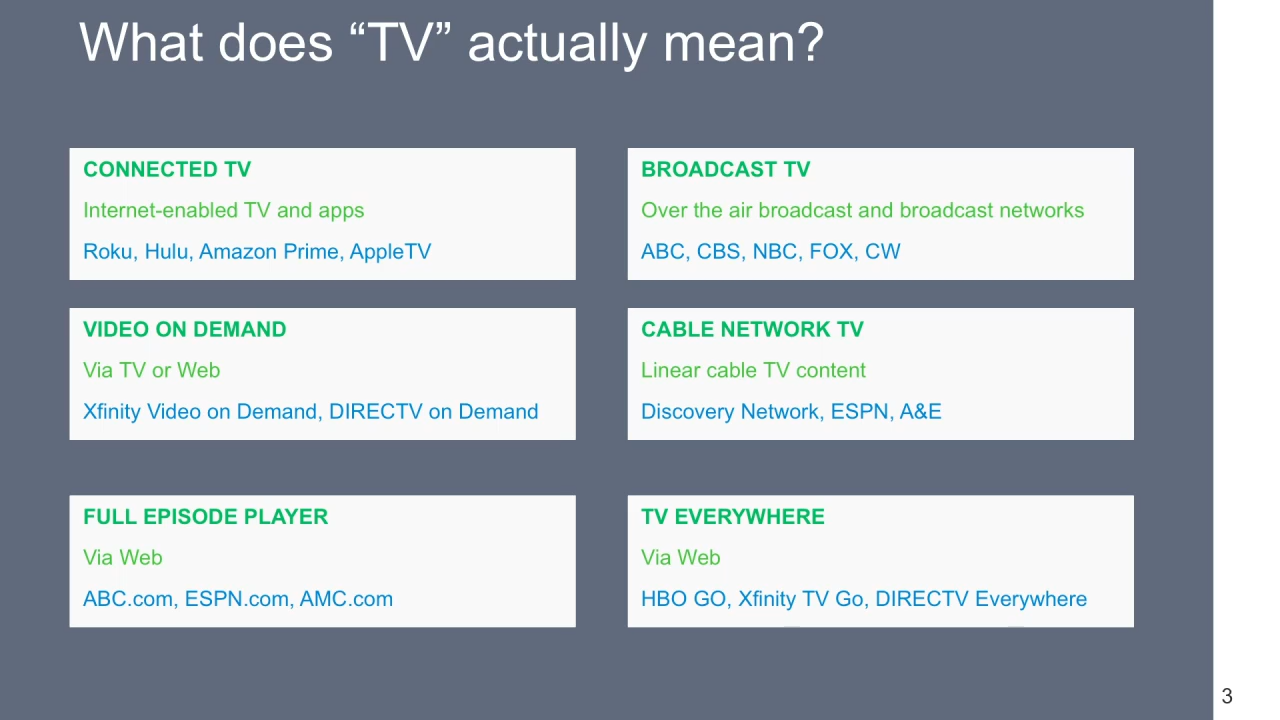 What does “TV” actually mean?
CONNECTED TV
Internet-enabled TV and apps
Roku, Hulu, Amazon Prime, AppleTV
BROADCAST TV
Over the air broadcast and broadcast networks
ABC, CBS, NBC, FOX, CW
VIDEO ON DEMAND
Via TV or Web
Xfinity Video on Demand, DIRECTV on Demand
CABLE NETWORK TV
Linear cable TV content
Discovery Network, ESPN, A&E
FULL EPISODE PLAYER
Via Web
ABC.com, ESPN.com, AMC.com
TV EVERYWHERE
Via Web
HBO GO, Xfinity TV Go, DIRECTV Everywhere
3